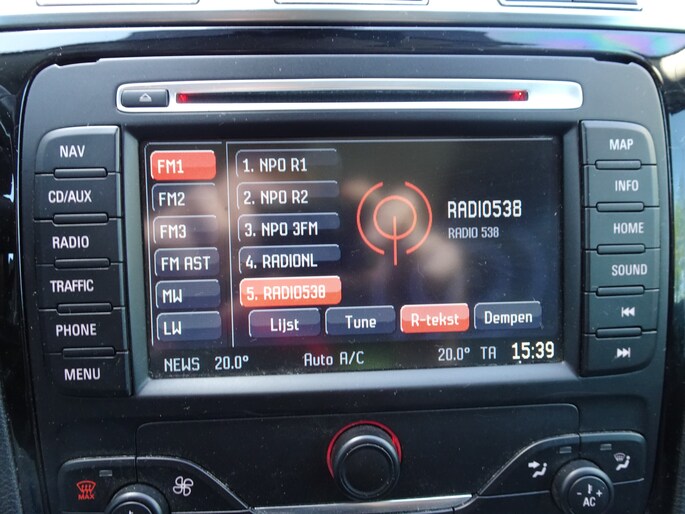 NAV
CD/AUX
RADIO
TRAFFIC
PHONE
MENU
FM1
FM2
FM3
FM AST
MW
LW
1. NPO R1
2. NPO R2
3. NPO 3FM
4. RADIONL
5. RADIO538
RADIO538
RADIO 538
Lijst Tune R-tekst Dempen
NEWS 20.0° Auto A/C 20.0° TA 15:39
MAP
INFO
HOME
SOUND
MAX
- +
AC